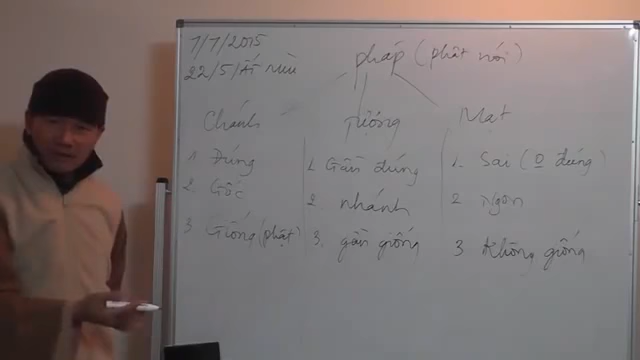 7/7/2015
22/5/Ất mùi
pháp (phật nói)
Chánh
Tướng
Mạt
1 Đúng
2. Gốc
3. Giống (phật)
1. Gần đúng
2. nhánh
3. gần giống
1. Sai (0 đúng)
2 Ngọn
3 Không giống